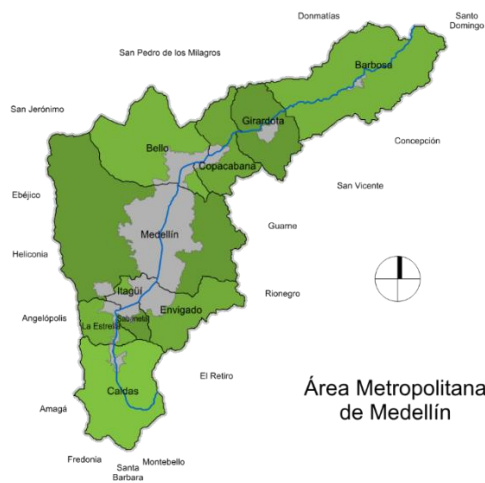 Donmatías
Santo
Domingo
San Pedro de los Milagros
Barbosa
San Jerónimo
Girardota
Concepción
Bello
Copacabana
San Vicente
Ebéjico
Guarne
Medellín
Heliconia
Itagüí
Rionegro
Envigado
Angelópolis
La Estrella
Sabaneta
El Retiro
Área Metropolitana
de Medellín
Caldas
Amagá
Fredonia
Santa
Barbara
Montebello